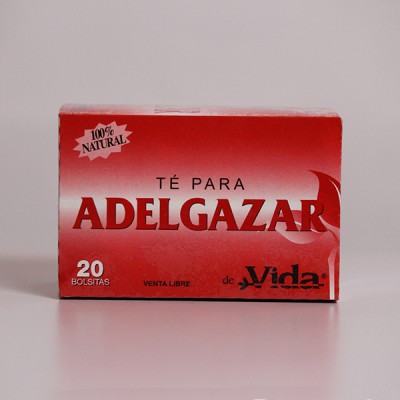 100%
NATURAL
TÉ PARA
ADELGAZAR
20
BOLSITAS
VENTA LIBRE
de Vida®